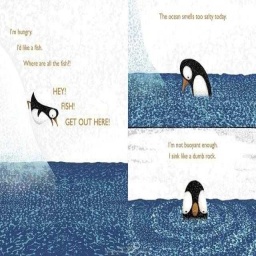 I'm hungry.
I'd like a fish.
Where are all the fish?
HEY!
FISH!
GET OUT HERE!
The ocean smells too salty today.
I'm not buoyant enough.
I sink like a dumb rock.